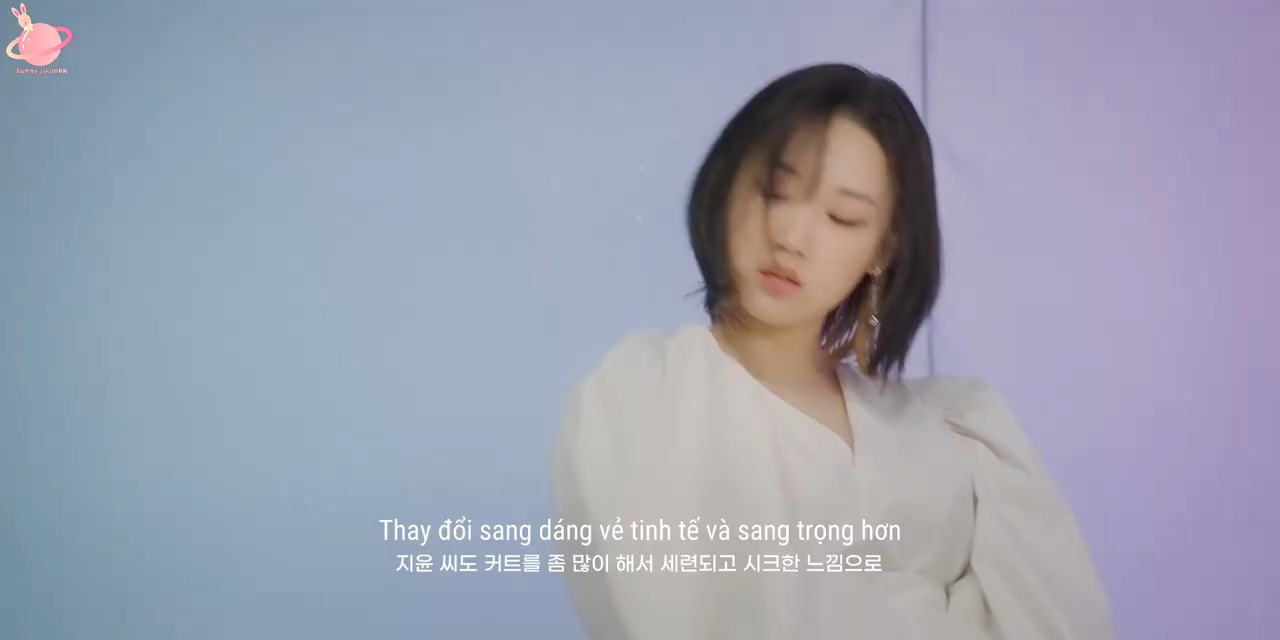 Thay đổi sang dáng vẻ tinh tế và sang trọng hơn
지윤 씨도 커트를 좀 많이 해서 세련되고 시크한 느낌으로